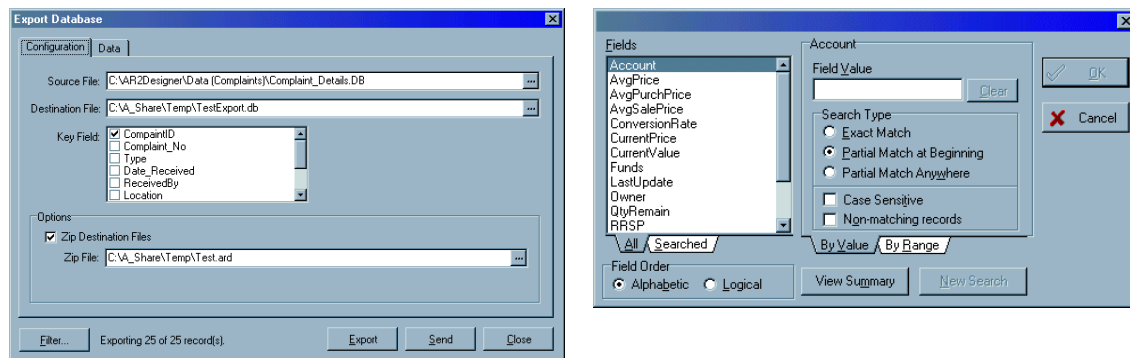 Export Database
Configuration Data
Source File: C:\AR2Designer\Data (Complaints)\Complaint_Details.DB ...
Destination File: C:\A_Share\Temp\TestExport.db ...
Key Field: CompaintID
Complaint_No
Type
Date_Received
ReceivedBy
Location
Options
Zip Destination Files
Zip File: C:\A_Share\Temp\Test.ard ...
Filter... Exporting 25 of 25 record(s). Export Send Close
Fields
Account
AvgPrice
AvgPurchPrice
AvgSalePrice
ConversionRate
CurrentPrice
CurrentValue
Funds
LastUpdate
Owner
QtyRemain
RRSP
All Searched
Field Order
Alphabetic Logical
Account
Field Value
Clear
Search Type
Exact Match
Partial Match at Beginning
Partial Match Anywhere
Case Sensitive
Non-matching records
By Value By Range
View Summary New Search
OK
Cancel